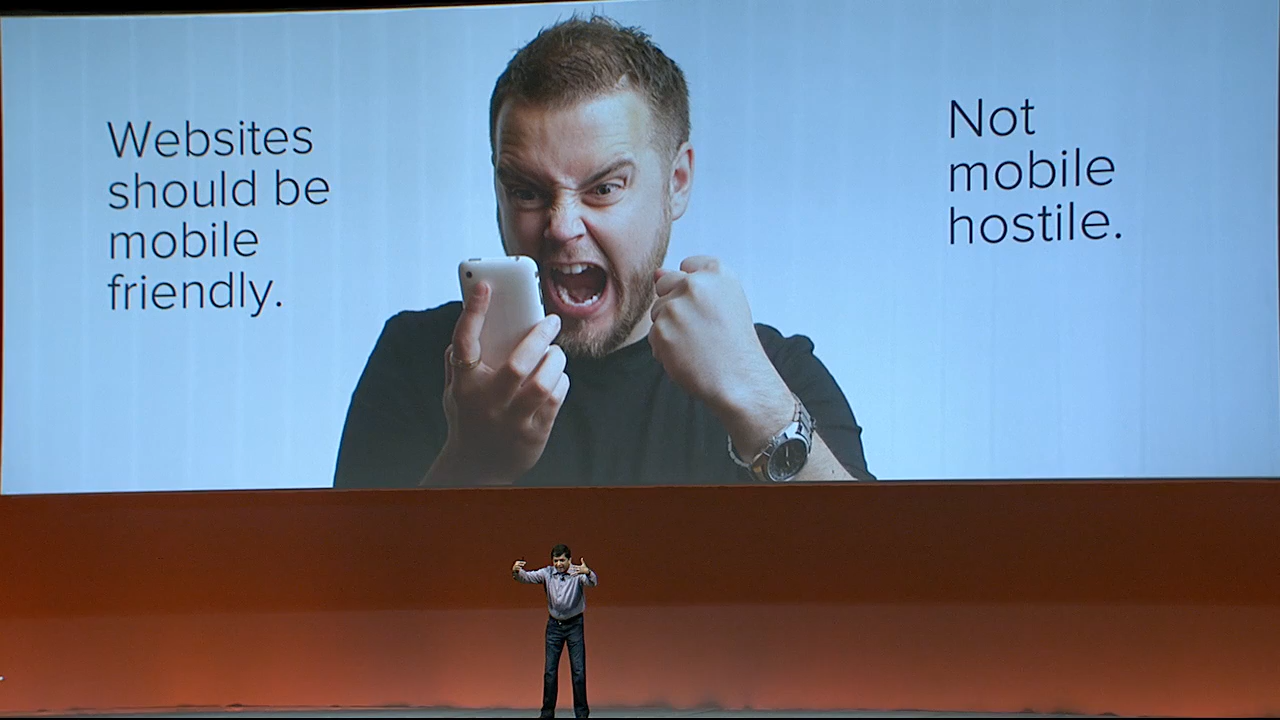 Websites
should be
mobile
friendly.
Not
mobile
hostile.